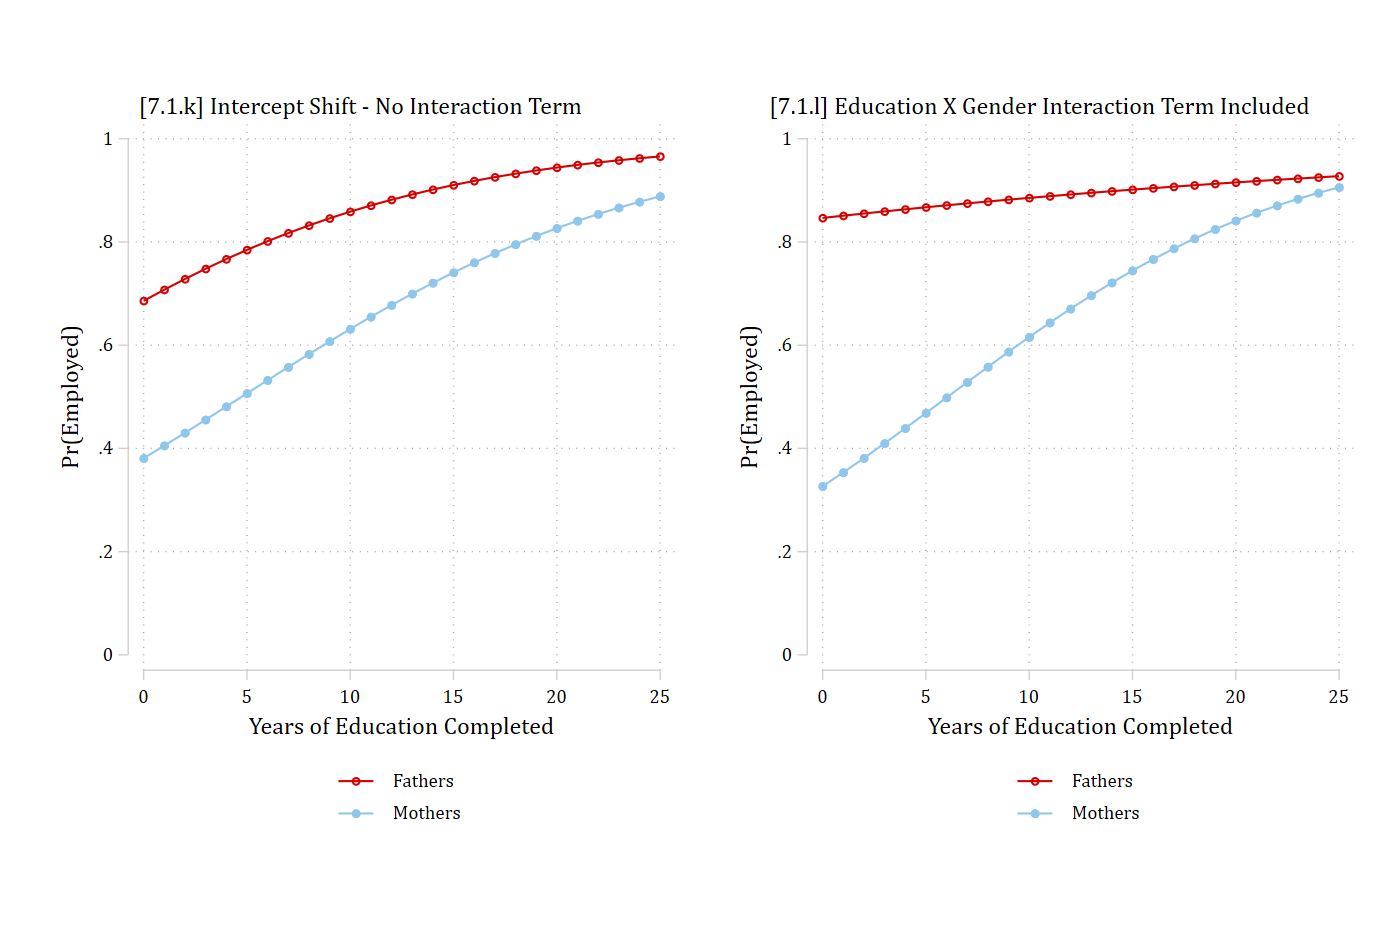 [7.1.k] Intercept Shift - No Interaction Term
1
.8
.6
.4
.2
0
Pr(Employed)
0 5 10 15 20 25
Years of Education Completed
Fathers
Mothers
[7.1.l] Education X Gender Interaction Term Included
1
.8
.6
.4
.2
0
Pr(Employed)
0 5 10 15 20 25
Years of Education Completed
Fathers
Mothers